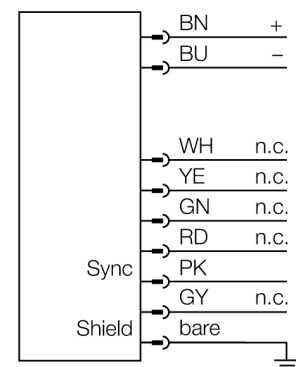 BN +
BU –
WH n.c.
YE n.c.
GN n.c.
RD n.c.
Sync PK
GY n.c.
Shield bare